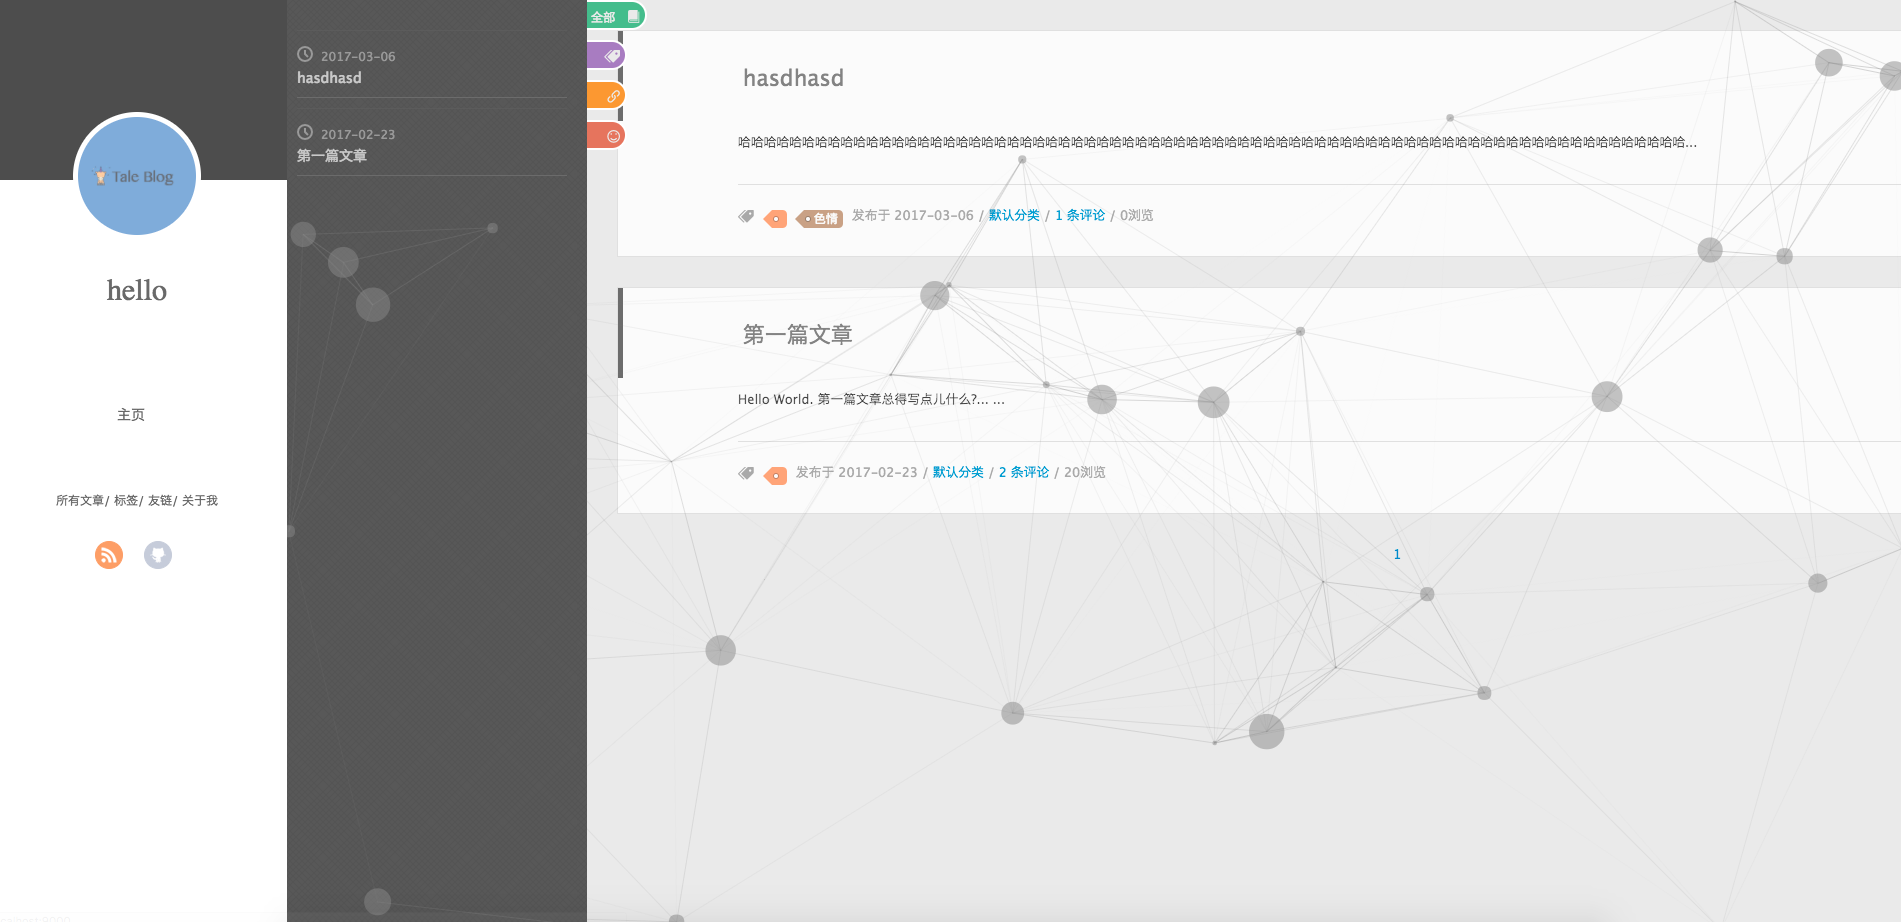 Tale Blog
hello
主页
所有文章/ 标签/ 友链/ 关于我
2017-03-06
hasdhasd
2017-02-23
第一篇文章
全部
hasdhasd
哈哈哈哈哈哈哈哈哈哈哈哈哈哈哈哈哈哈哈哈哈哈哈哈哈哈哈哈哈哈哈哈哈哈哈哈哈哈哈哈哈哈哈哈哈哈哈哈哈哈哈哈哈哈哈哈哈哈哈哈哈哈哈哈哈哈哈哈哈哈哈哈哈哈...
色情 发布于 2017-03-06 / 默认分类 / 1 条评论 / 0浏览
第一篇文章
Hello World. 第一篇文章总得写点儿什么?... ...
发布于 2017-02-23 / 默认分类 / 2 条评论 / 20浏览
1